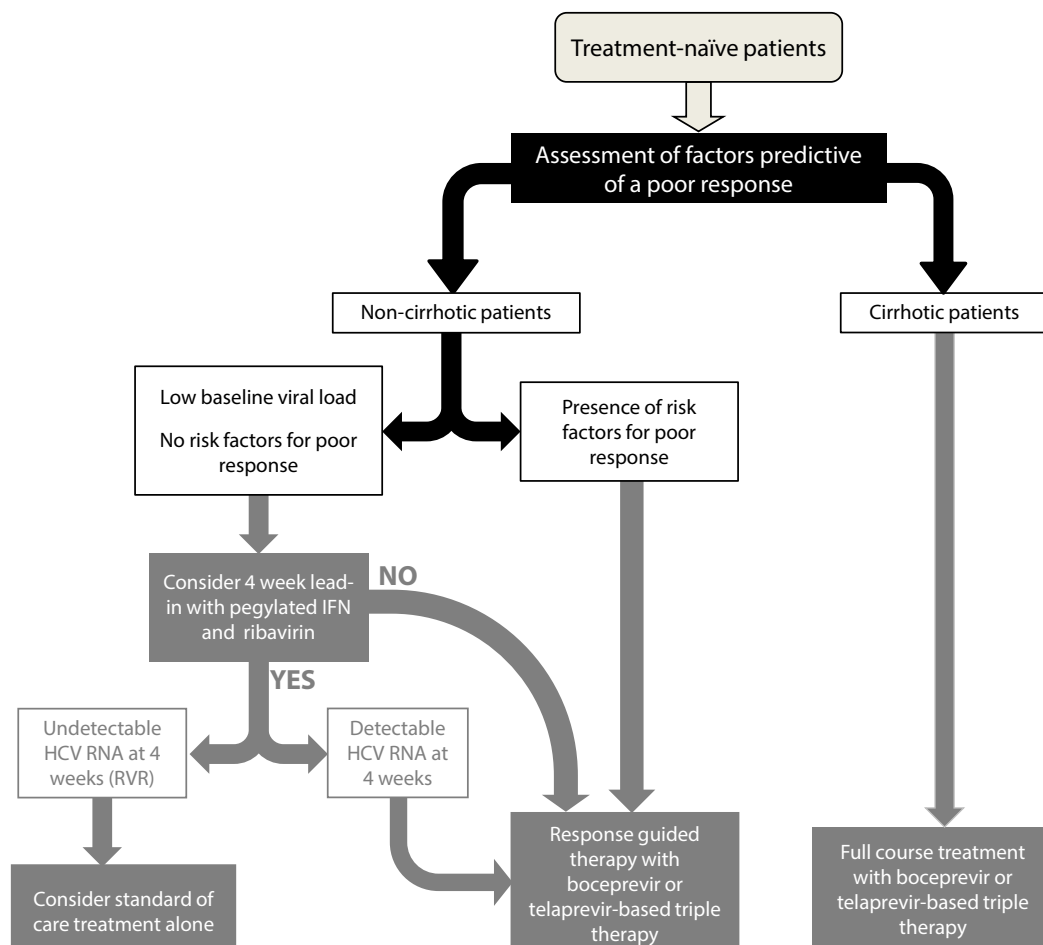 Treatment-naïve patients
Assessment of factors predictive
of a poor response
Non-cirrhotic patients
Cirrhotic patients
Low baseline viral load
No risk factors for poor
response
Presence of risk
factors for poor
response
Consider 4 week lead-
in with pegylated IFN
and ribavirin
NO
YES
Undetectable
HCV RNA at 4
weeks (RVR)
Detectable
HCV RNA at
4 weeks
Consider standard of
care treatment alone
Response guided
therapy with
boceprevir or
telaprevir-based triple
therapy
Full course treatment
with boceprevir or
telaprevir-based triple
therapy